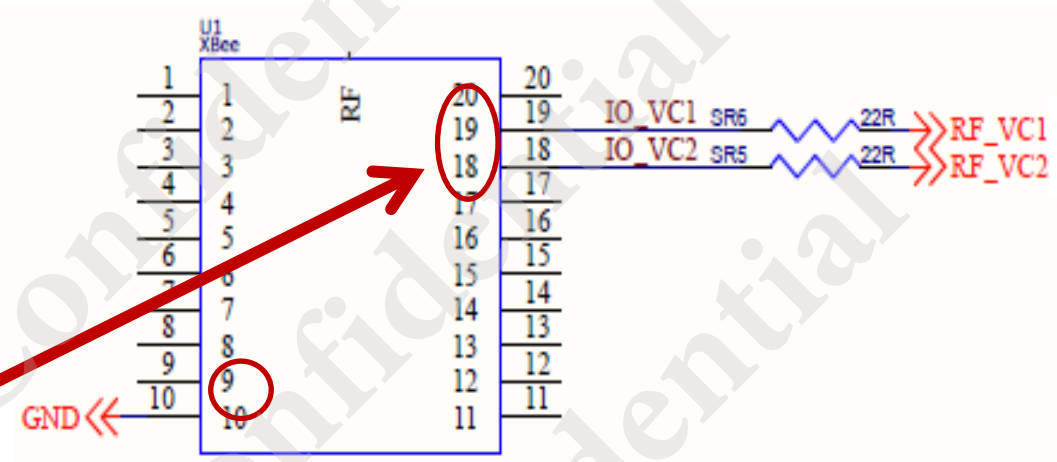 U1
XBee
RF
1 1 20 20
2 2 19 19 IO_VC1 SR6 22R RF_VC1
3 3 18 18 IO_VC2 SR5 22R RF_VC2
4 4 17 17
5 5 16 16
6 6 15 15
7 7 14 14
8 8 13 13
9 9 12 12
GND 10 10 11 11
Confidential
Confidential
Confidential